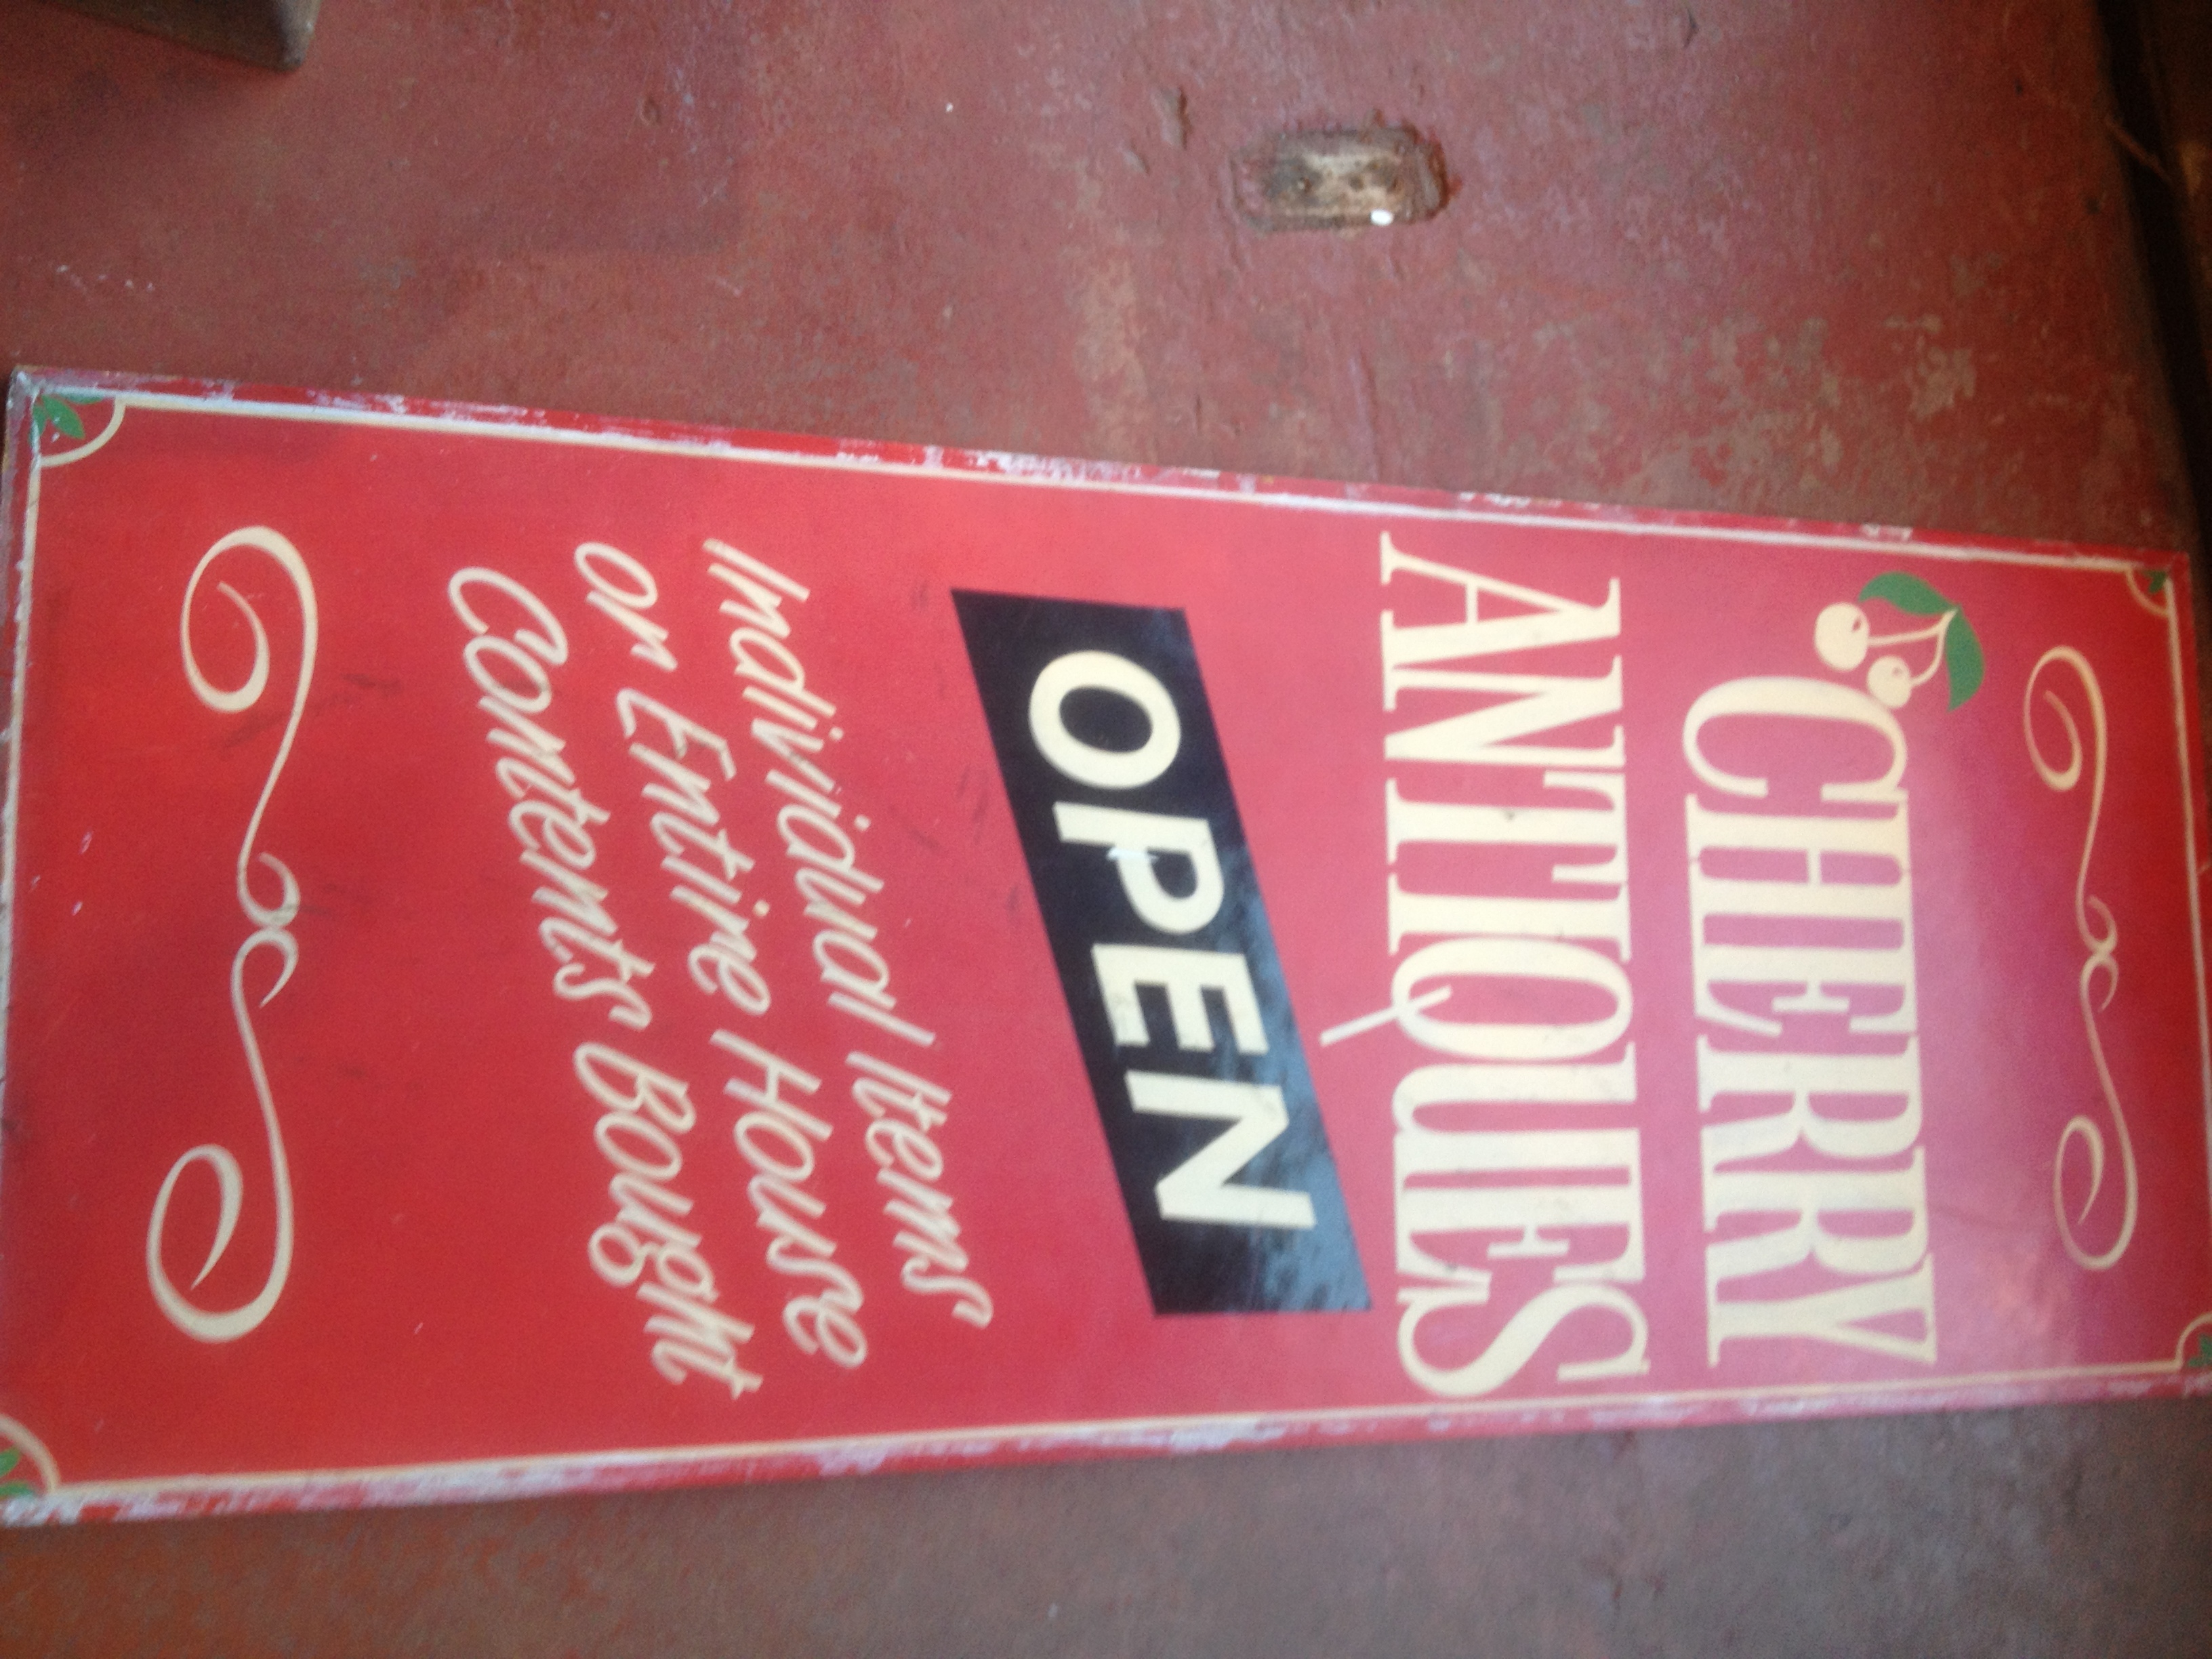 CHERRY
ANTIQUES
OPEN
Individual Items
or Entire House
Contents Bought